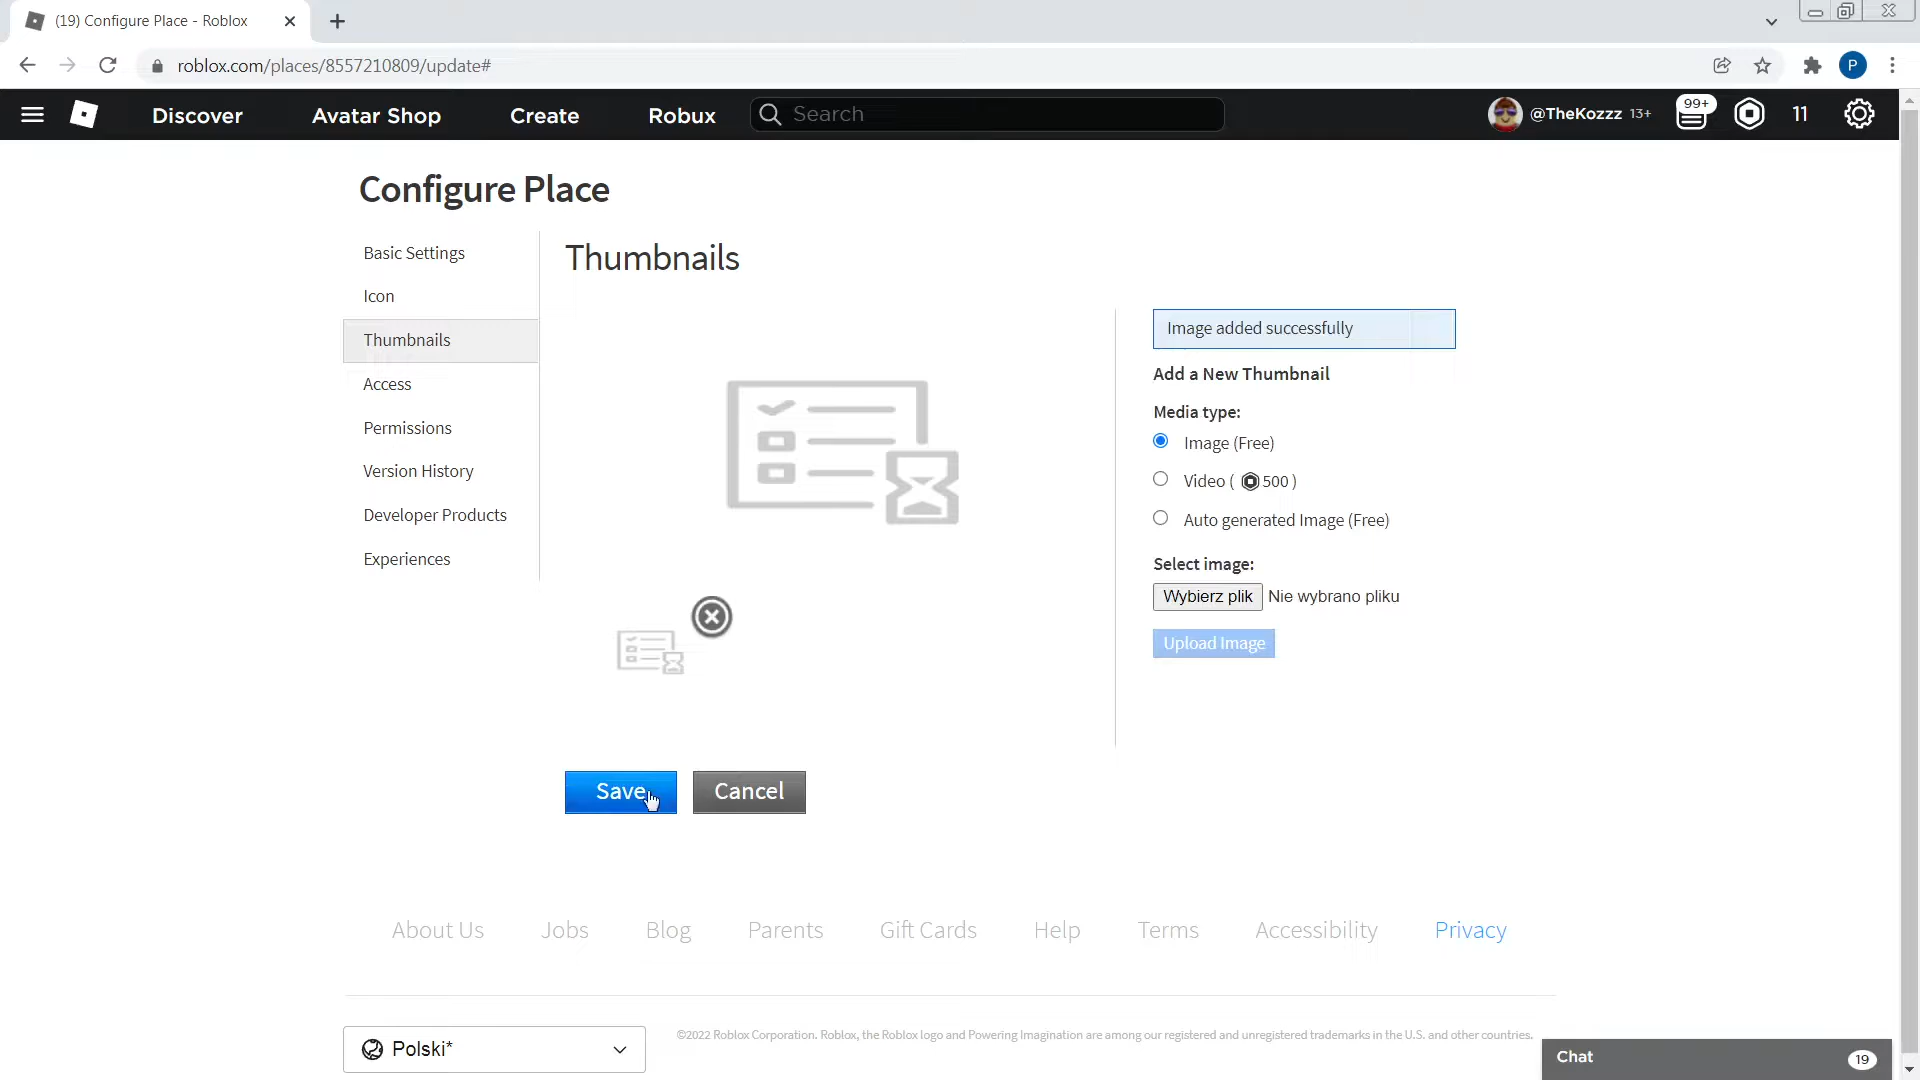 (19) Configure Place - Roblox
roblox.com/places/8557210809/update#
P
Discover
Avatar Shop
Create
Robux
Search
@TheKozzz 13+
99+
11
Configure Place
Basic Settings
Icon
Thumbnails
Access
Permissions
Version History
Developer Products
Experiences
Thumbnails
Image added successfully
Add a New Thumbnail
Media type:
Image (Free)
Video ( 500 )
Auto generated Image (Free)
Select image:
Wybierz plik Nie wybrano pliku
Upload Image
Save
Cancel
About Us
Jobs
Blog
Parents
Gift Cards
Help
Terms
Accessibility
Privacy
Polski*
©2022 Roblox Corporation. Roblox, the Roblox logo and Powering Imagination are among our registered and unregistered trademarks in the U.S. and other countries.
Chat
19